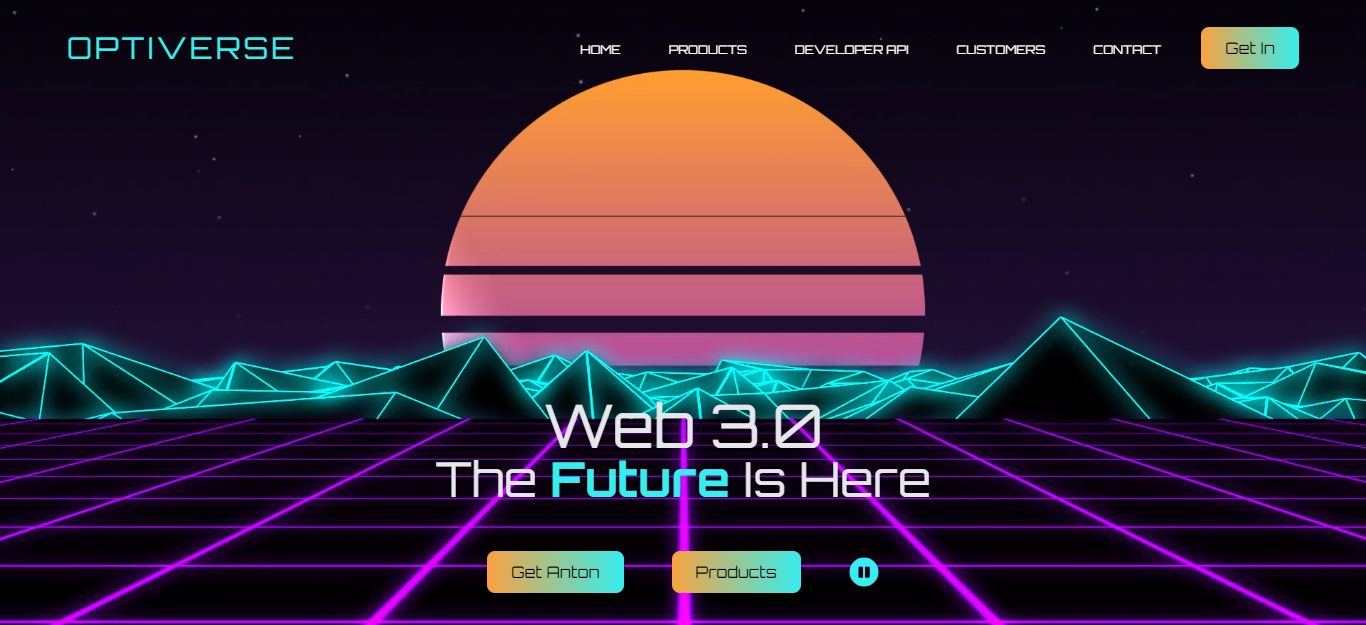 OPTIVERSE
HOME PRODUCTS DEVELOPER API CUSTOMERS CONTACT Get In
Web 3.0
The Future Is Here
Get Anton Products